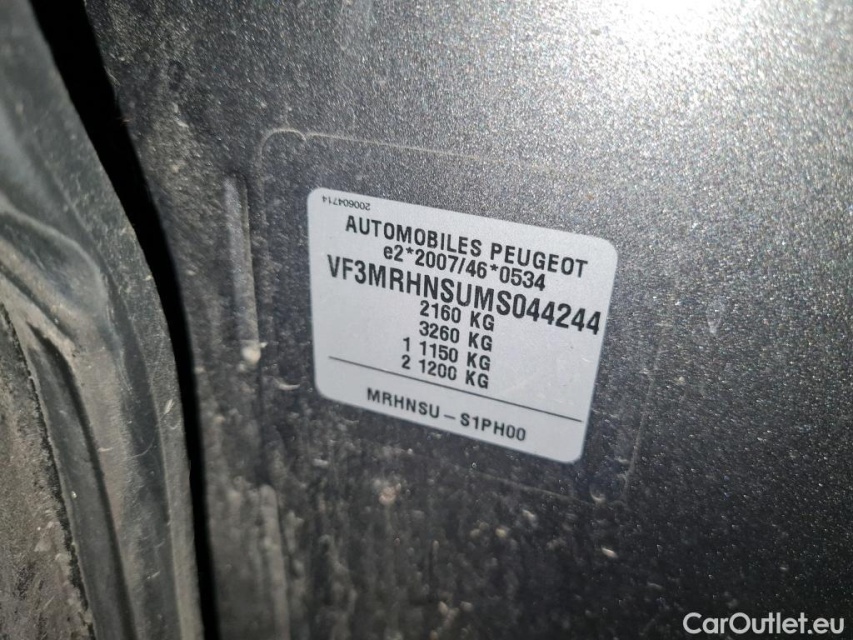 200604714
AUTOMOBILES PEUGEOT
e2*2007/46*0534
VF3MRHNSUMS044244
2160 KG
3260 KG
1 1150 KG
2 1200 KG
MRHNSU-S1PH00
CarOutlet.eu